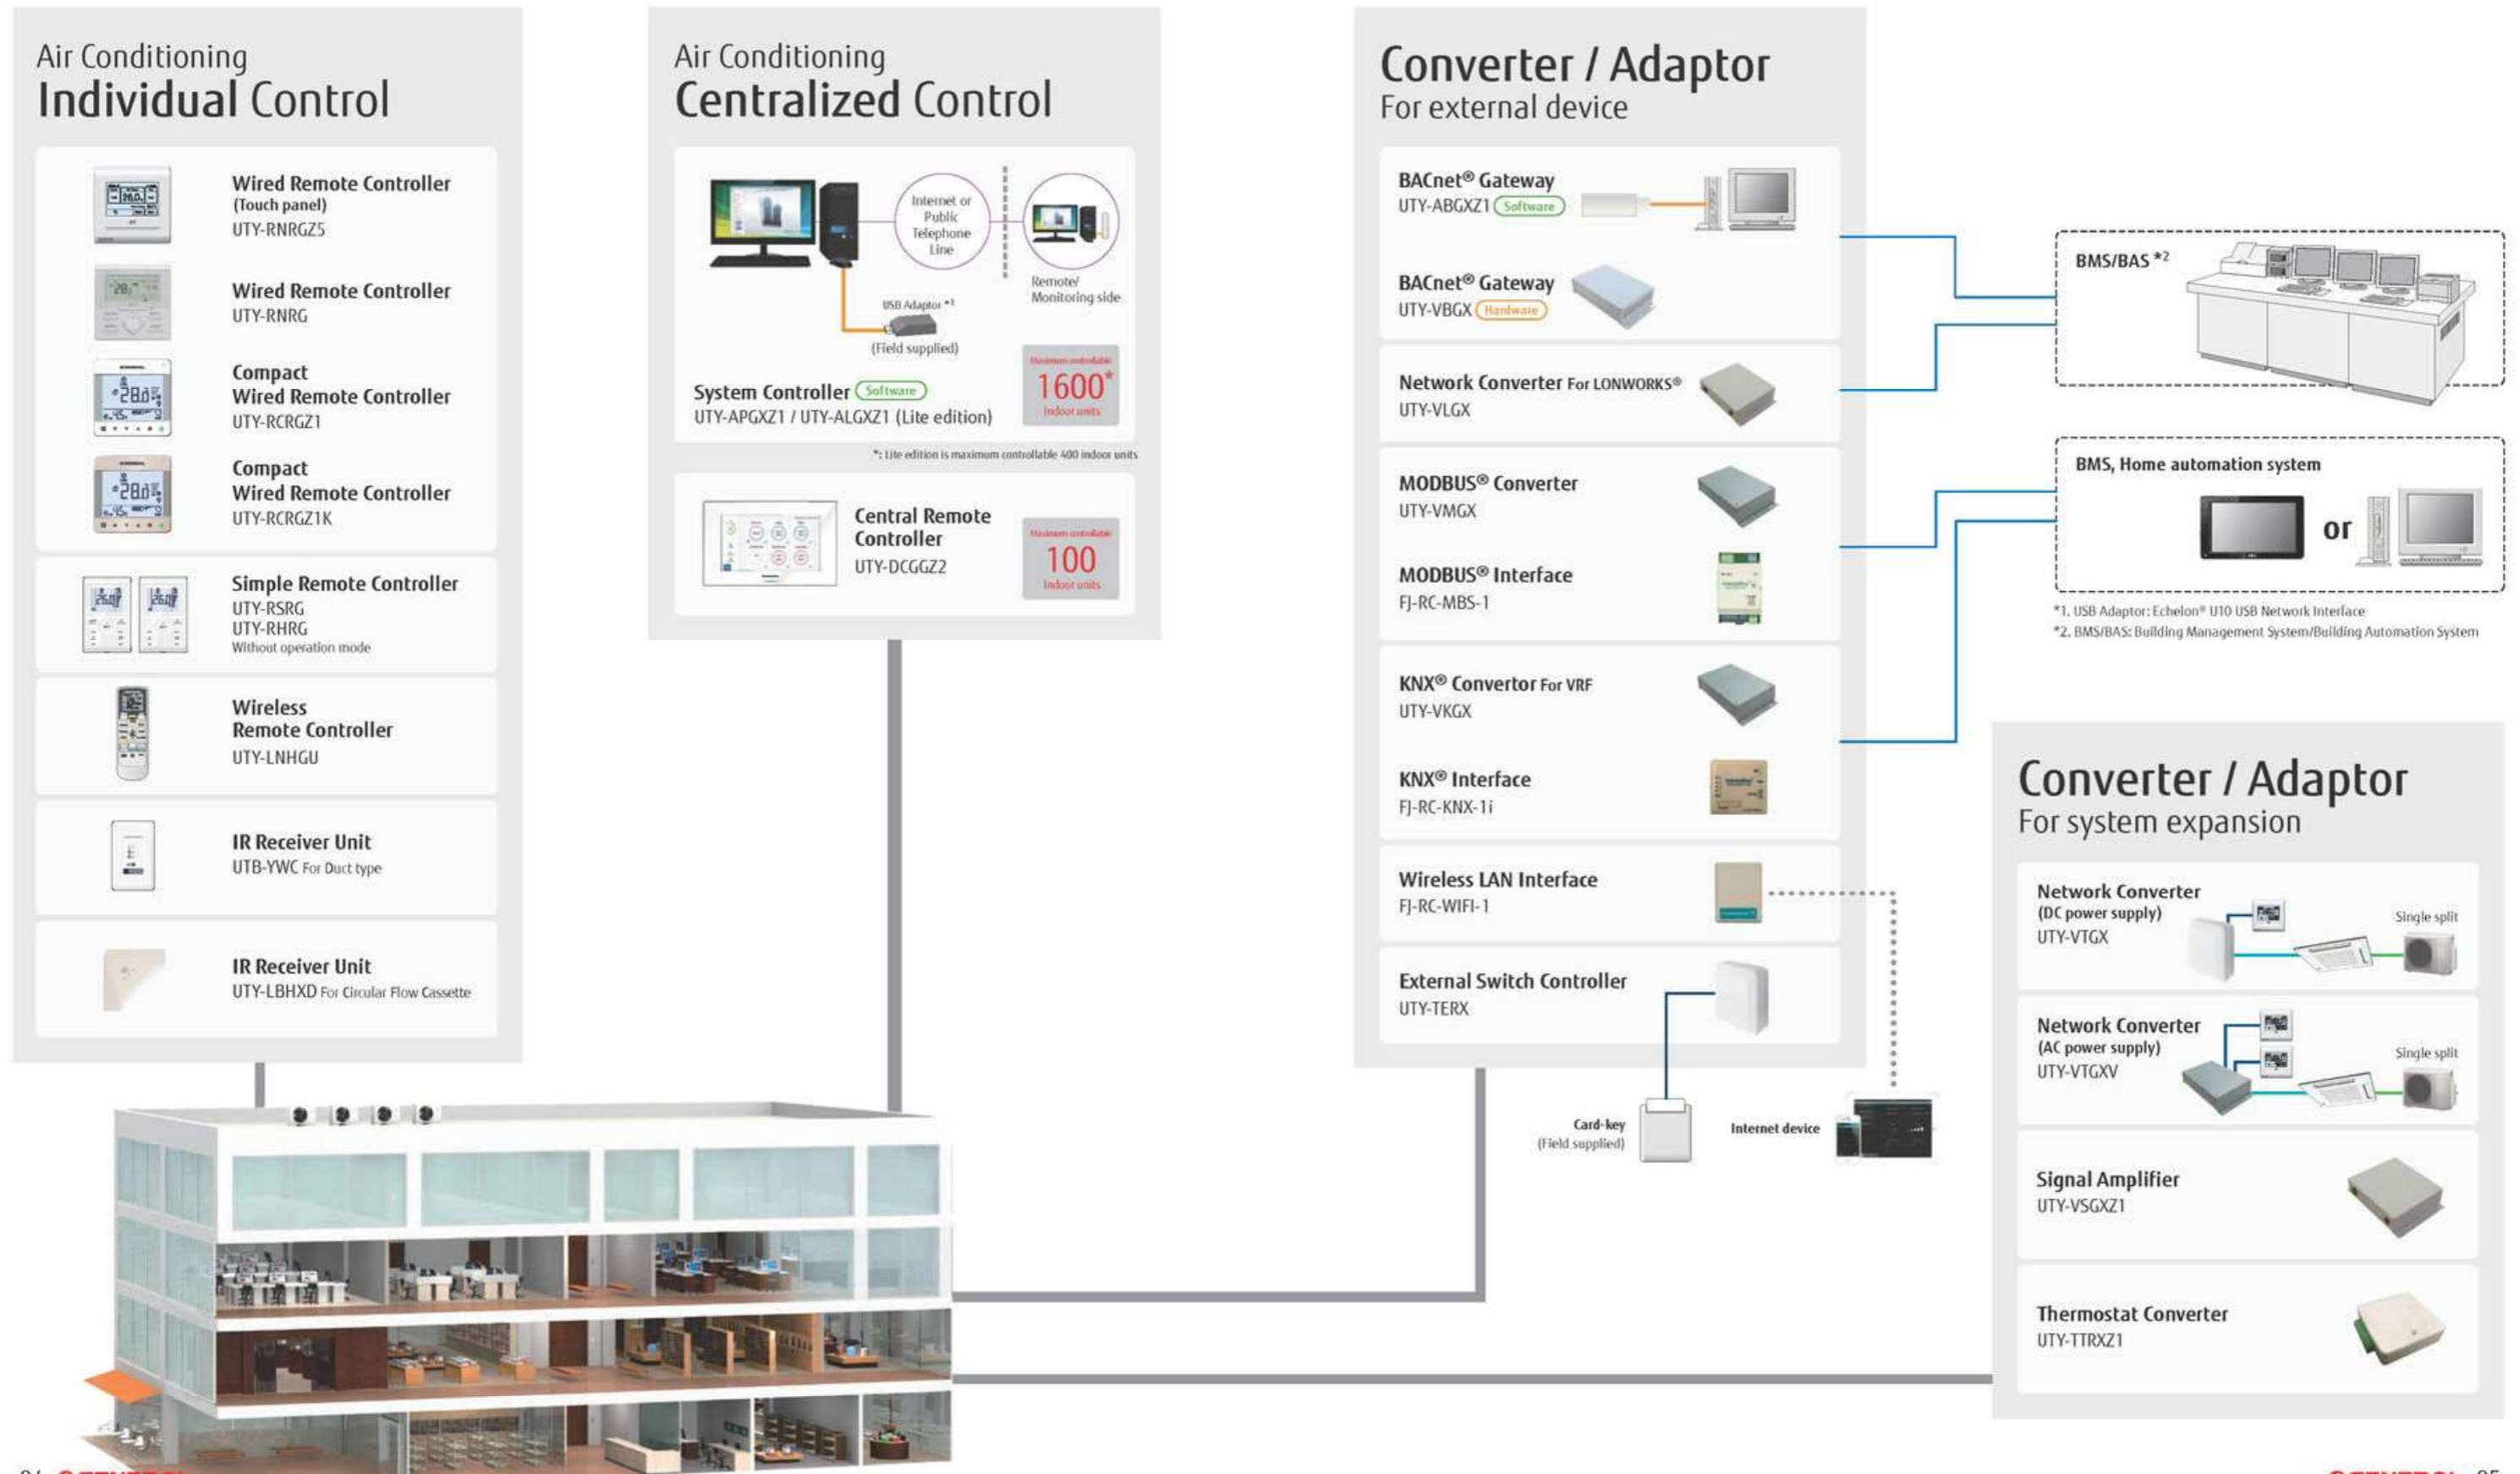 Air Conditioning
Individual Control
Wired Remote Controller
(Touch panel)
UTY-RNRGZ5
Wired Remote Controller
UTY-RNRG
Compact
Wired Remote Controller
UTY-RCRGZ1
Compact
Wired Remote Controller
UTY-RCRGZ1K
Simple Remote Controller
UTY-RSRG
UTY-RHRG
Without operation mode
Wireless
Remote Controller
UTY-LNHGU
IR Receiver Unit
UTB-YWC For Duct type
IR Receiver Unit
UTY-LBHXD For Circular Flow Cassette
Air Conditioning
Centralized Control
Internet or
Public
Telephone
Line
Remote/
Monitoring side
USB Adaptor *1
(Field supplied)
System Controller Software
UTY-APGXZ1 / UTY-ALGXZ1 (Lite edition)
Maximum controllable
1600*
Indoor units
*: Lite edition is maximum controllable 400 indoor units
Central Remote
Controller
UTY-DCGGZ2
Maximum controllable
100
Indoor units
Converter / Adaptor
For external device
BACnet® Gateway
UTY-ABGXZ1 Software
BACnet® Gateway
UTY-VBGX Hardware
Network Converter For LONWORKS®
UTY-VLGX
MODBUS® Converter
UTY-VMGX
MODBUS® Interface
FJ-RC-MBS-1
KNX® Convertor For VRF
UTY-VKGX
KNX® Interface
FJ-RC-KNX-1i
Wireless LAN Interface
FJ-RC-WIFI-1
External Switch Controller
UTY-TERX
Card-key
(Field supplied)
Internet device
BMS/BAS *2
BMS, Home automation system
or
*1. USB Adaptor: Echelon® U10 USB Network Interface
*2. BMS/BAS: Building Management System/Building Automation System
Converter / Adaptor
For system expansion
Network Converter
(DC power supply)
UTY-VTGX
Single split
Network Converter
(AC power supply)
UTY-VTGXV
Single split
Signal Amplifier
UTY-VSGXZ1
Thermostat Converter
UTY-TTRXZ1